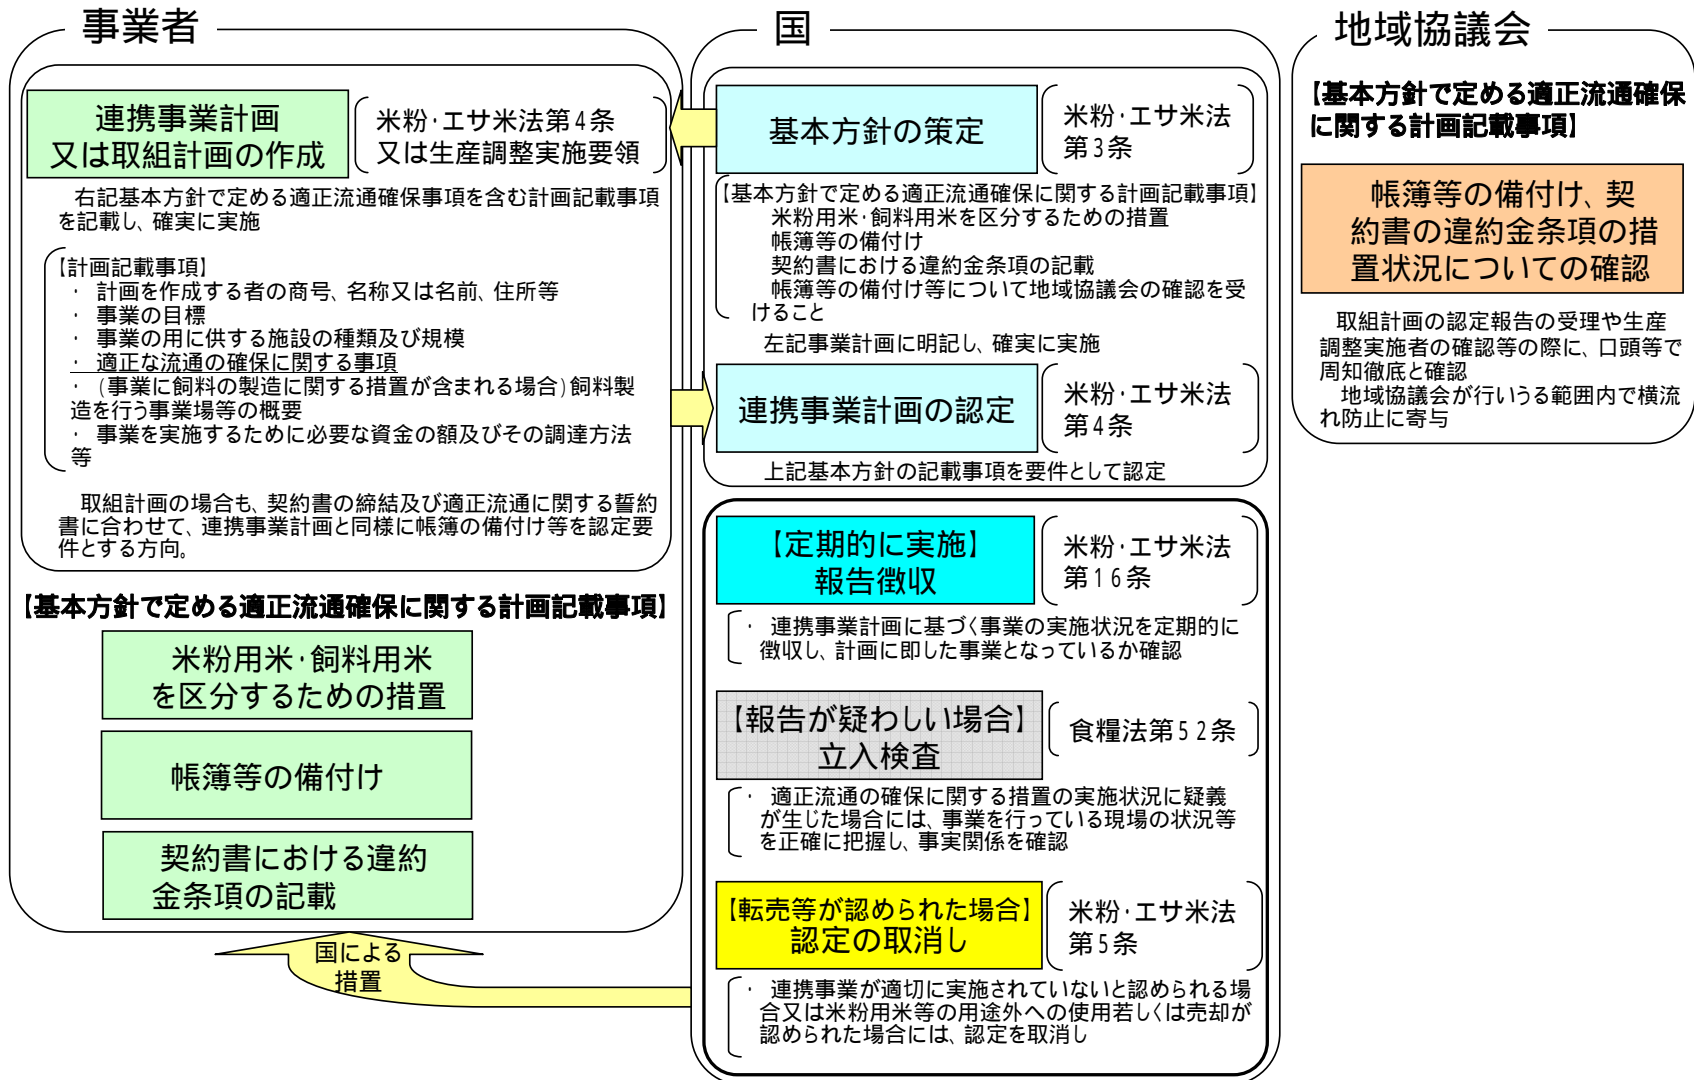 事業者
連携事業計画
又は取組計画の作成
米粉・エサ米法第4条
又は生産調整実施要領
右記基本方針で定める適正流通確保事項を含む計画記載事項
を記載し、確実に実施
【計画記載事項】
・ 計画を作成する者の商号、名称又は名前、住所等
・ 事業の目標
・ 事業の用に供する施設の種類及び規模
・ 適正な流通の確保に関する事項
・ (事業に飼料の製造に関する措置が含まれる場合)飼料製
造を行う事業場等の概要
・ 事業を実施するために必要な資金の額及びその調達方法
等
取組計画の場合も、契約書の締結及び適正流通に関する誓約
書に合わせて、連携事業計画と同様に帳簿の備付け等を認定要
件とする方向。
【基本方針で定める適正流通確保に関する計画記載事項】
米粉用米・飼料用米
を区分するための措置
帳簿等の備付け
契約書における違約
金条項の記載
国による
措置
国
基本方針の策定
米粉・エサ米法
第3条
【基本方針で定める適正流通確保に関する計画記載事項】
米粉用米・飼料用米を区分するための措置
帳簿等の備付け
契約書における違約金条項の記載
帳簿等の備付け等について地域協議会の確認を受
けること
左記事業計画に明記し、確実に実施
連携事業計画の認定
米粉・エサ米法
第4条
上記基本方針の記載事項を要件として認定
【定期的に実施】
報告徴収
米粉・エサ米法
第16条
・ 連携事業計画に基づく事業の実施状況を定期的に
徴収し、計画に即した事業となっているか確認
【報告が疑わしい場合】
立入検査
食糧法第52条
・ 適正流通の確保に関する措置の実施状況に疑義
が生じた場合には、事業を行っている現場の状況等
を正確に把握し、事実関係を確認
【転売等が認められた場合】
認定の取消し
米粉・エサ米法
第5条
・ 連携事業が適切に実施されていないと認められる場
合又は米粉用米等の用途外への使用若しくは売却が
認められた場合には、認定を取消し
地域協議会
【基本方針で定める適正流通確保
に関する計画記載事項】
帳簿等の備付け、契
約書の違約金条項の措
置状況についての確認
取組計画の認定報告の受理や生産
調整実施者の確認等の際に、口頭等で
周知徹底と確認
地域協議会が行いうる範囲内で横流
れ防止に寄与